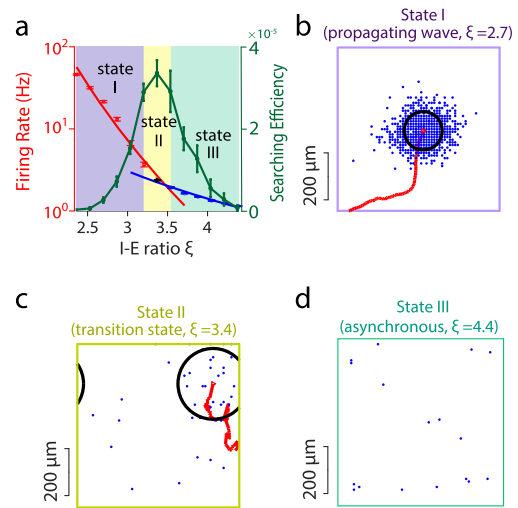 a
10²
10¹
10⁰
Firing Rate (Hz)
state
I
state
II
state
III
4 ×10⁻⁵
2
0
Searching Efficiency
2.5
3
3.5
4
I-E ratio ξ
b
State I
(propagating wave, ξ =2.7)
200 μm
c
State II
(transition state, ξ =3.4)
200 μm
d
State III
(asynchronous, ξ =4.4)
200 μm